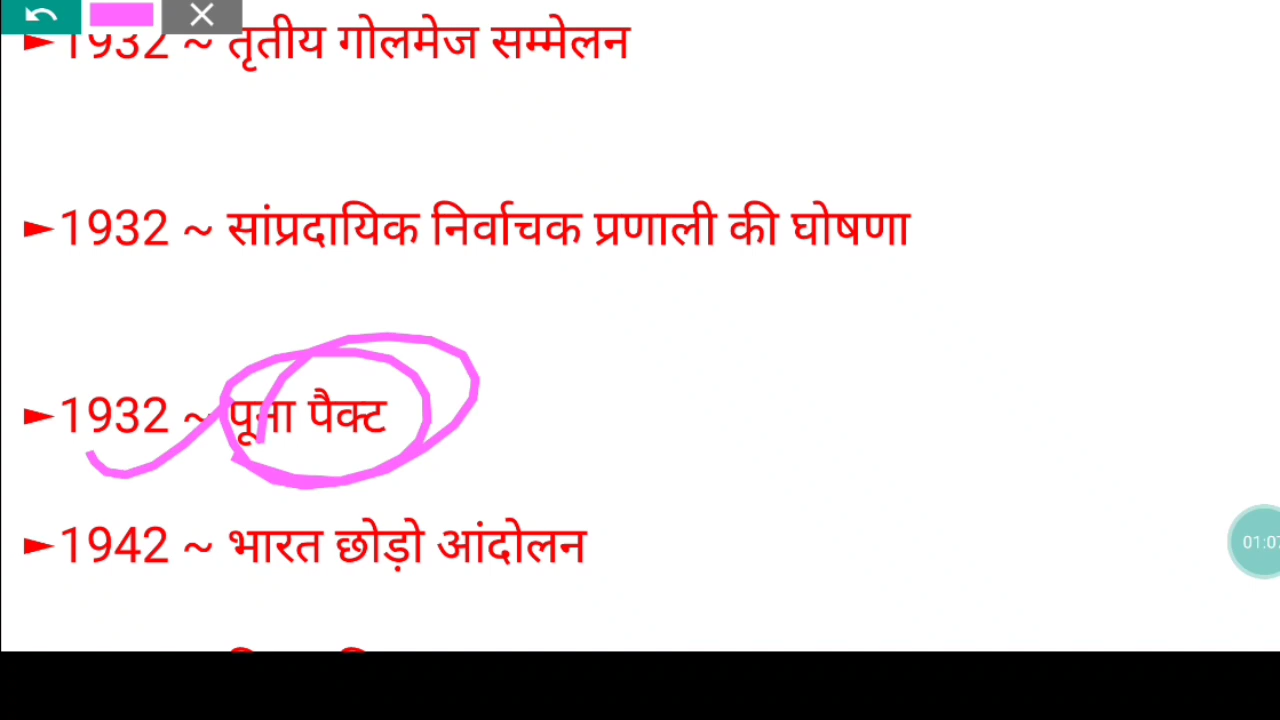 ►1932 ~ तृतीय गोलमेज सम्मेलन
►1932 ~ सांप्रदायिक निर्वाचक प्रणाली की घोषणा
►1932 ~ पूना पैक्ट
►1942 ~ भारत छोड़ो आंदोलन
01:07